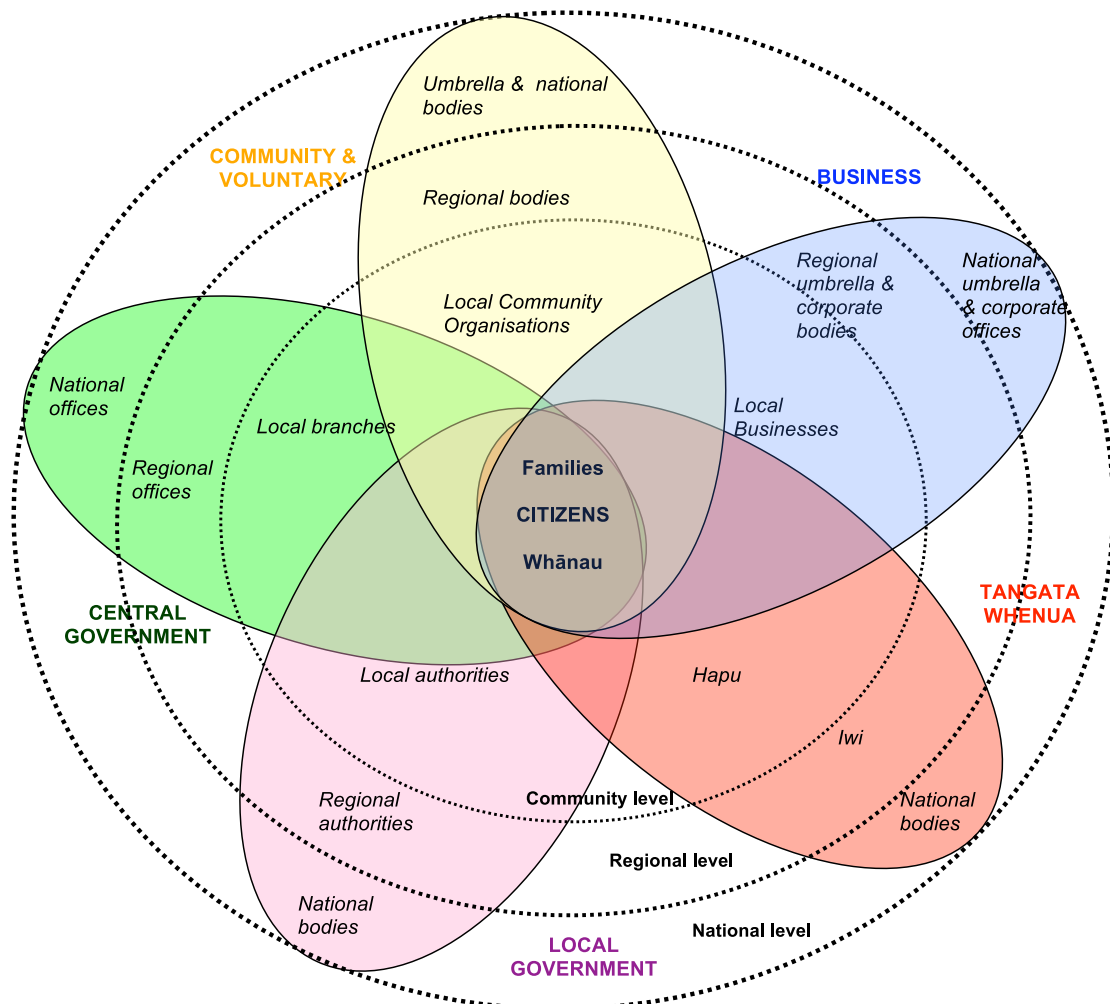 Umbrella & national
bodies
COMMUNITY &
VOLUNTARY
BUSINESS
Regional bodies
Regional
umbrella &
corporate
bodies
National
umbrella
& corporate
offices
Local Community
Organisations
National
offices
Local branches
Local
Businesses
Regional
offices
Families
CITIZENS
Whānau
CENTRAL
GOVERNMENT
TANGATA
WHENUA
Local authorities
Hapu
Iwi
Regional
authorities
Community level
National
bodies
Regional level
National
bodies
National level
LOCAL
GOVERNMENT